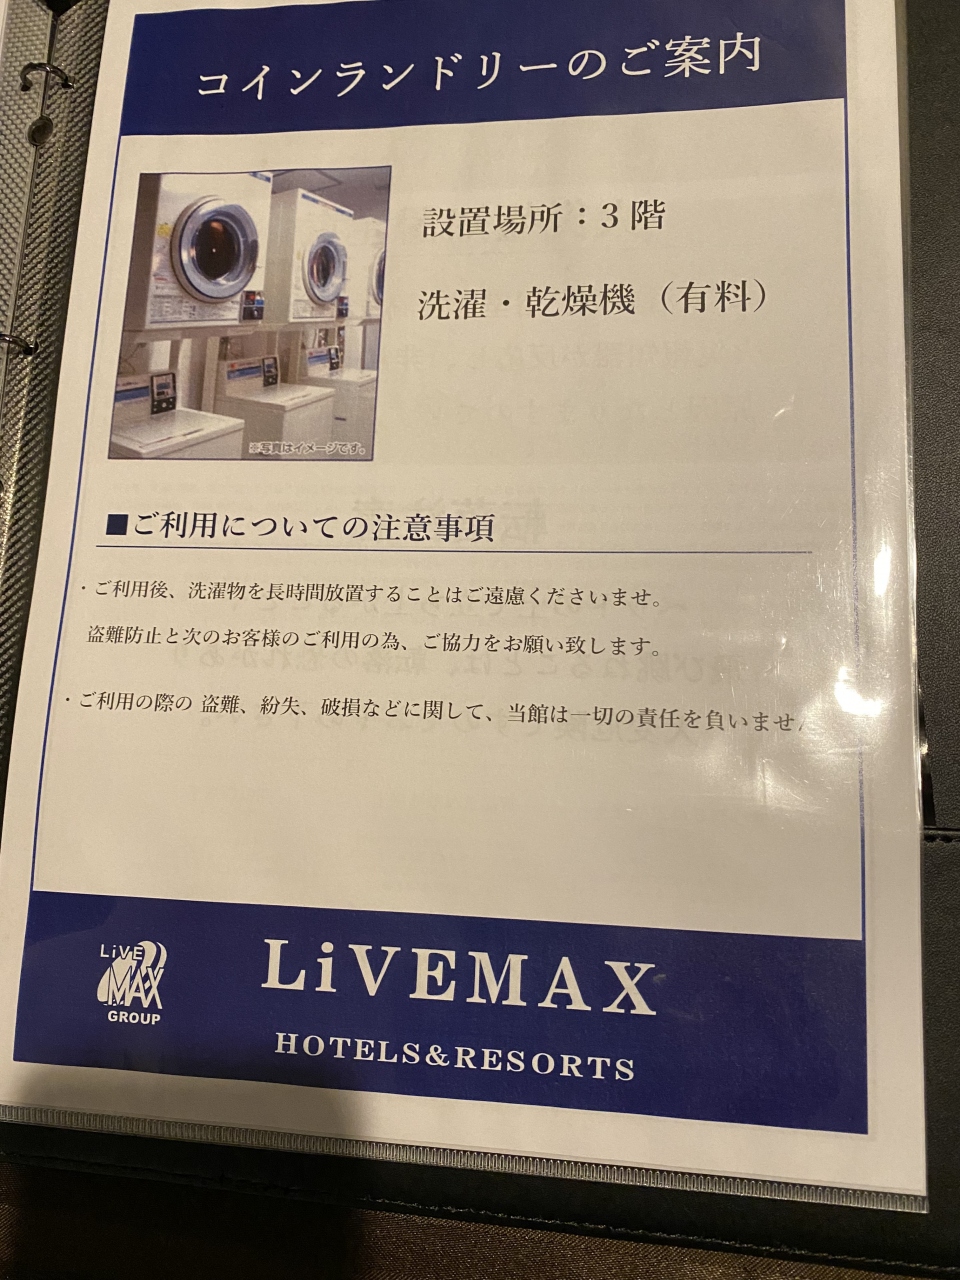 コインランドリーのご案内
設置場所：3 階
洗濯・乾燥機（有料）
※写真はイメージです。
■ご利用についての注意事項
・ご利用後、洗濯物を長時間放置することはご遠慮くださいませ。
盗難防止と次のお客様のご利用の為、ご協力をお願い致します。
・ご利用の際の 盗難、紛失、破損などに関して、当館は一切の責任を負いませ
LiVE
MAX
GROUP
LiVEMAX
HOTELS&RESORTS